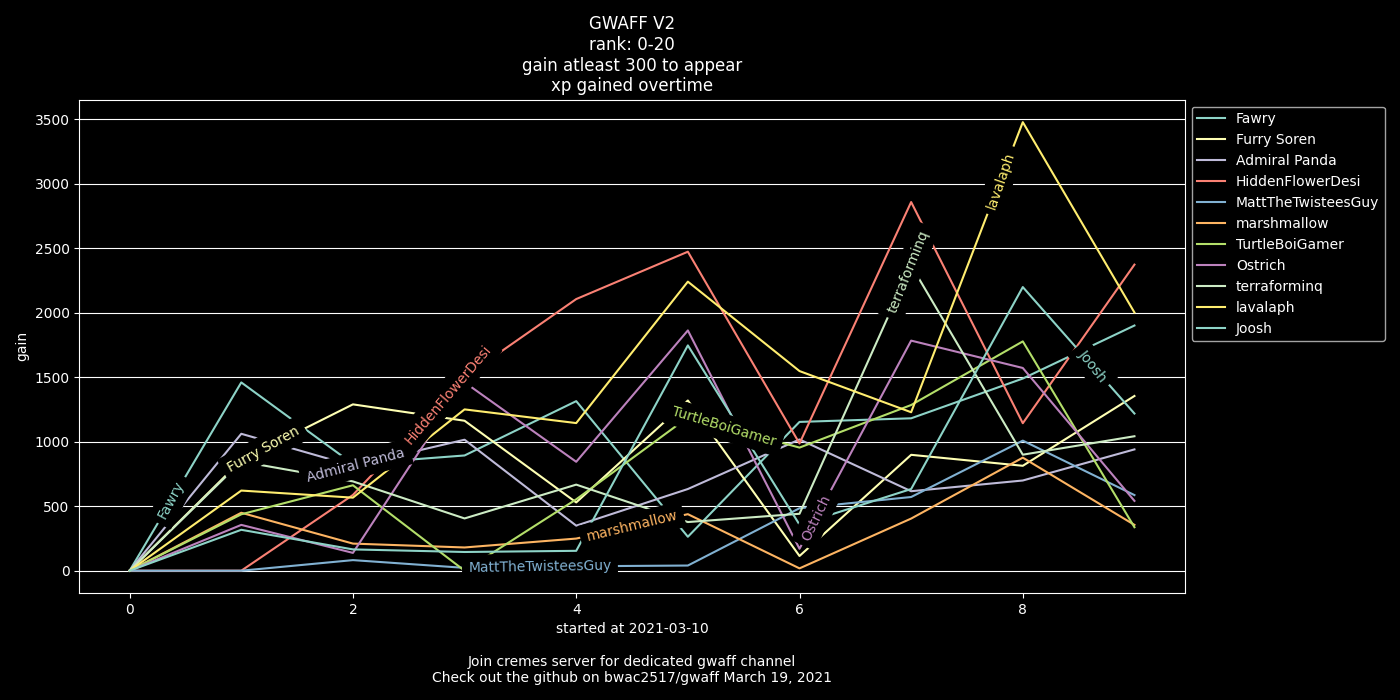 GWAFF V2
rank: 0-20
gain atleast 300 to appear
xp gained overtime
3500
3000
2500
2000
1500
1000
500
0
gain
Fawry
Furry Soren
Admiral Panda
HiddenFlowerDesi
MattTheTwisteesGuy
marshmallow
TurtleBoiGamer
Ostrich
terraforminq
lavalaph
Joosh
0
2
4
6
8
started at 2021-03-10
Join cremes server for dedicated gwaff channel
Check out the github on bwac2517/gwaff March 19, 2021
Fawry
Furry Soren
Admiral Panda
HiddenFlowerDesi
MattTheTwisteesGuy
marshmallow
TurtleBoiGamer
Ostrich
terraforminq
lavalaph
Joosh